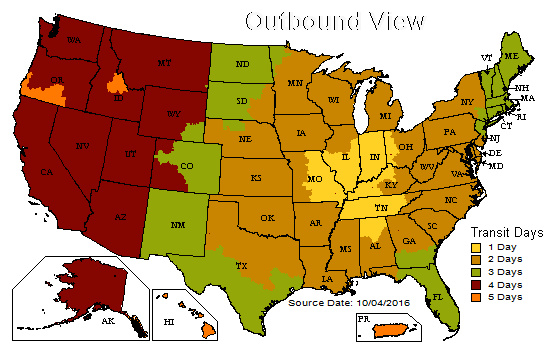 Outbound View
WA
MT
ND
MN
VT
ME
OR
ID
SD
WI
MI
NY
NH
MA
RI
CT
WY
NE
IA
IL
IN
OH
PA
NJ
DE
MD
NV
UT
CO
CA
KS
MO
KY
WV
VA
AZ
NM
OK
AR
TN
NC
SC
TX
LA
MS
AL
GA
FL
Transit Days
1 Day
2 Days
3 Days
4 Days
5 Days
Source Date: 10/04/2016
AK
HI
PR